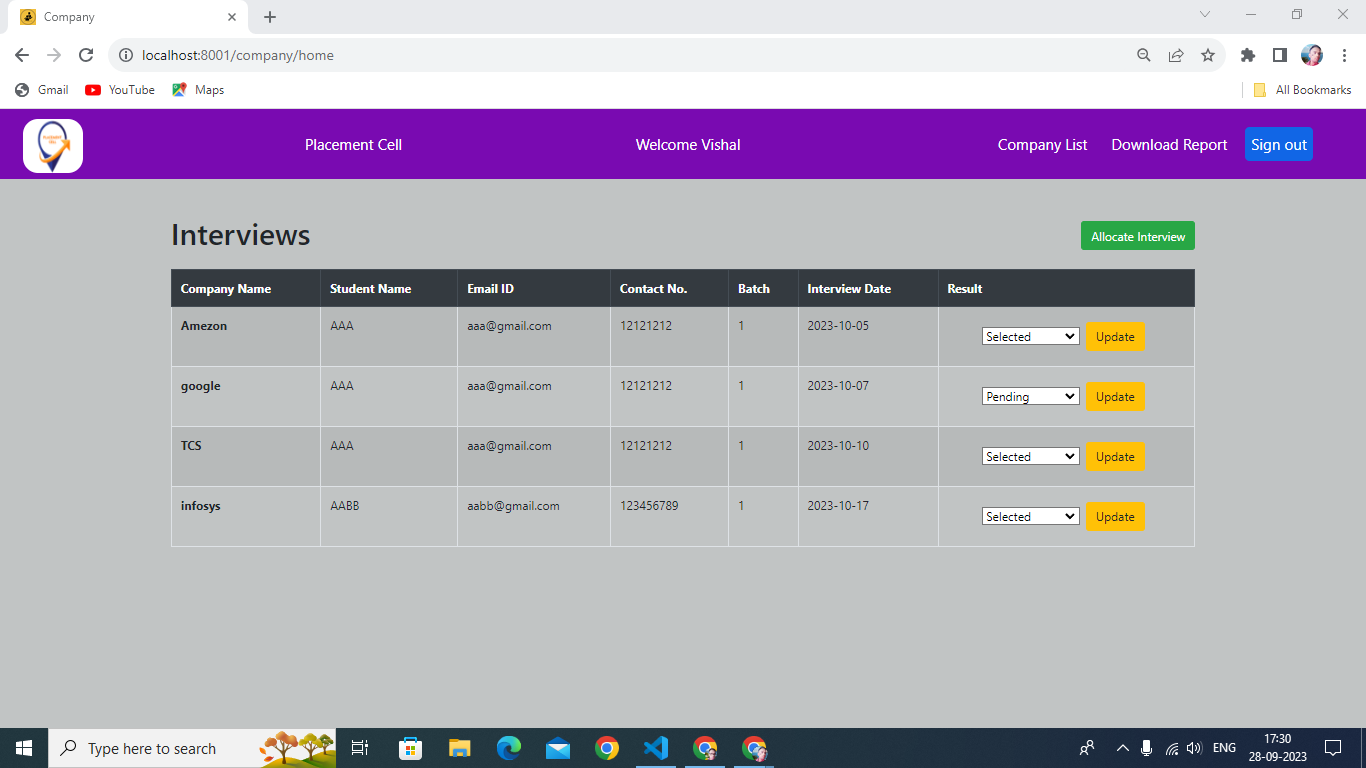 Company
localhost:8001/company/home
Gmail YouTube Maps All Bookmarks
Placement Cell Welcome Vishal Company List Download Report Sign out
Interviews Allocate Interview
Company Name Student Name Email ID Contact No. Batch Interview Date Result
Amezon AAA aaa@gmail.com 12121212 1 2023-10-05 Selected Update
google AAA aaa@gmail.com 12121212 1 2023-10-07 Pending Update
TCS AAA aaa@gmail.com 12121212 1 2023-10-10 Selected Update
infosys AABB aabb@gmail.com 123456789 1 2023-10-17 Selected Update
Type here to search ENG 17:30
28-09-2023